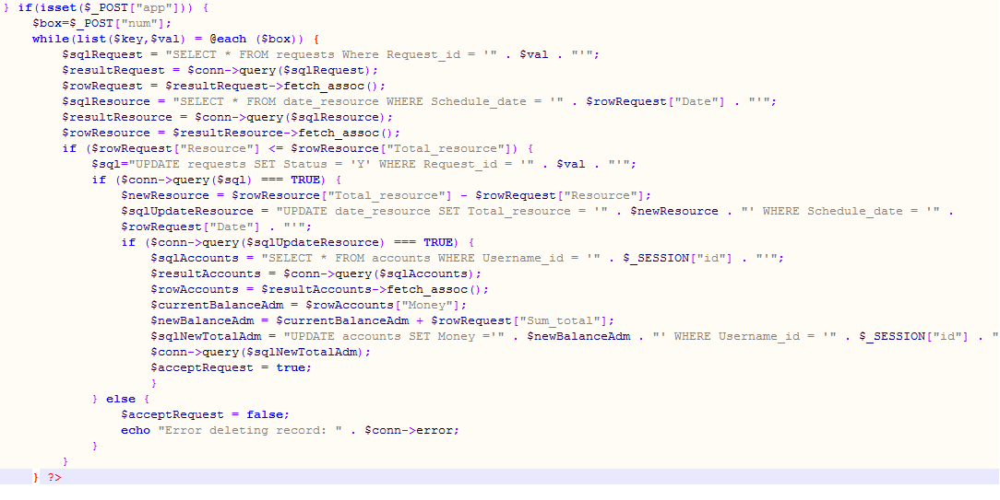 } if(isset($_POST["app"])) {
$box=$_POST["num"];
while(list($key,$val) = @each ($box)) {
$sqlRequest = "SELECT * FROM requests Where Request_id = '" . $val . "'";
$resultRequest = $conn->query($sqlRequest);
$rowRequest = $resultRequest->fetch_assoc();
$sqlResource = "SELECT * FROM date_resource WHERE Schedule_date = '" . $rowRequest["Date"] . "'";
$resultResource = $conn->query($sqlResource);
$rowResource = $resultResource->fetch_assoc();
if ($rowRequest["Resource"] <= $rowResource["Total_resource"]) {
$sql="UPDATE requests SET Status = 'Y' WHERE Request_id = '" . $val . "'";
if ($conn->query($sql) === TRUE) {
$newResource = $rowResource["Total_resource"] - $rowRequest["Resource"];
$sqlUpdateResource = "UPDATE date_resource SET Total_resource = '" . $newResource . "' WHERE Schedule_date = '" .
$rowRequest["Date"] . "'";
if ($conn->query($sqlUpdateResource) === TRUE) {
$sqlAccounts = "SELECT * FROM accounts WHERE Username_id = '" . $_SESSION["id"] . "'";
$resultAccounts = $conn->query($sqlAccounts);
$rowAccounts = $resultAccounts->fetch_assoc();
$currentBalanceAdm = $rowAccounts["Money"];
$newBalanceAdm = $currentBalanceAdm + $rowRequest["Sum_total"];
$sqlNewTotalAdm = "UPDATE accounts SET Money ='" . $newBalanceAdm . "' WHERE Username_id = '" . $_SESSION["id"] . "
$conn->query($sqlNewTotalAdm);
$acceptRequest = true;
}
} else {
$acceptRequest = false;
echo "Error deleting record: " . $conn->error;
}
}
} ?>